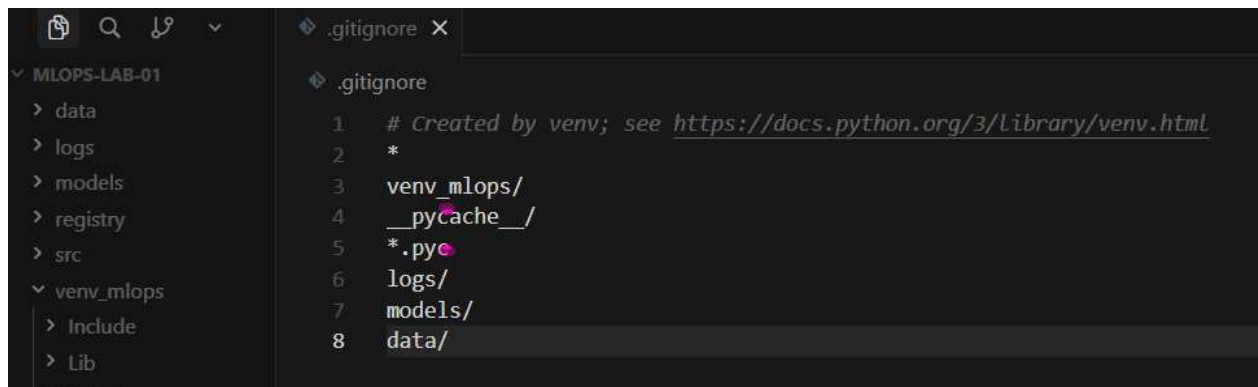 .gitignore
MLOPS-LAB-01
data
logs
models
registry
src
venv_mlops
Include
Lib
.gitignore
1 # Created by venv; see https://docs.python.org/3/library/venv.html
2 *
3 venv_mlops/
4 __pycache__/
5 *.pyc
6 logs/
7 models/
8 data/